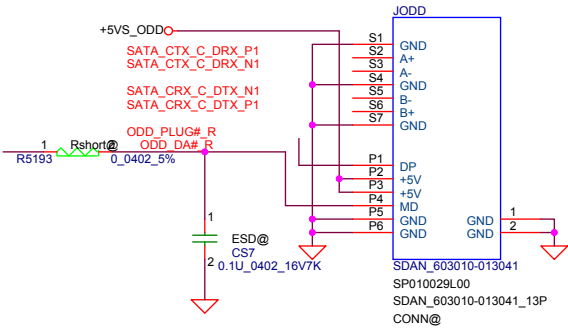 JODD
+5VS_ODD
S1 GND
S2 A+
SATA_CTX_C_DRX_P1
SATA_CTX_C_DRX_N1
S3 A-
S4 GND
SATA_CRX_C_DTX_N1
SATA_CRX_C_DTX_P1
S5 B-
S6 B+
S7 GND
ODD_PLUG#_R
ODD_DA#_R
1 Rshort@
R5193 0_0402_5%
P1 DP
P2 +5V
P3 +5V
P4 MD
P5 GND GND 1
P6 GND GND 2
1
ESD@
CS7
2 0.1U_0402_16V7K
SDAN_603010-013041
SP010029L00
SDAN_603010-013041_13P
CONN@